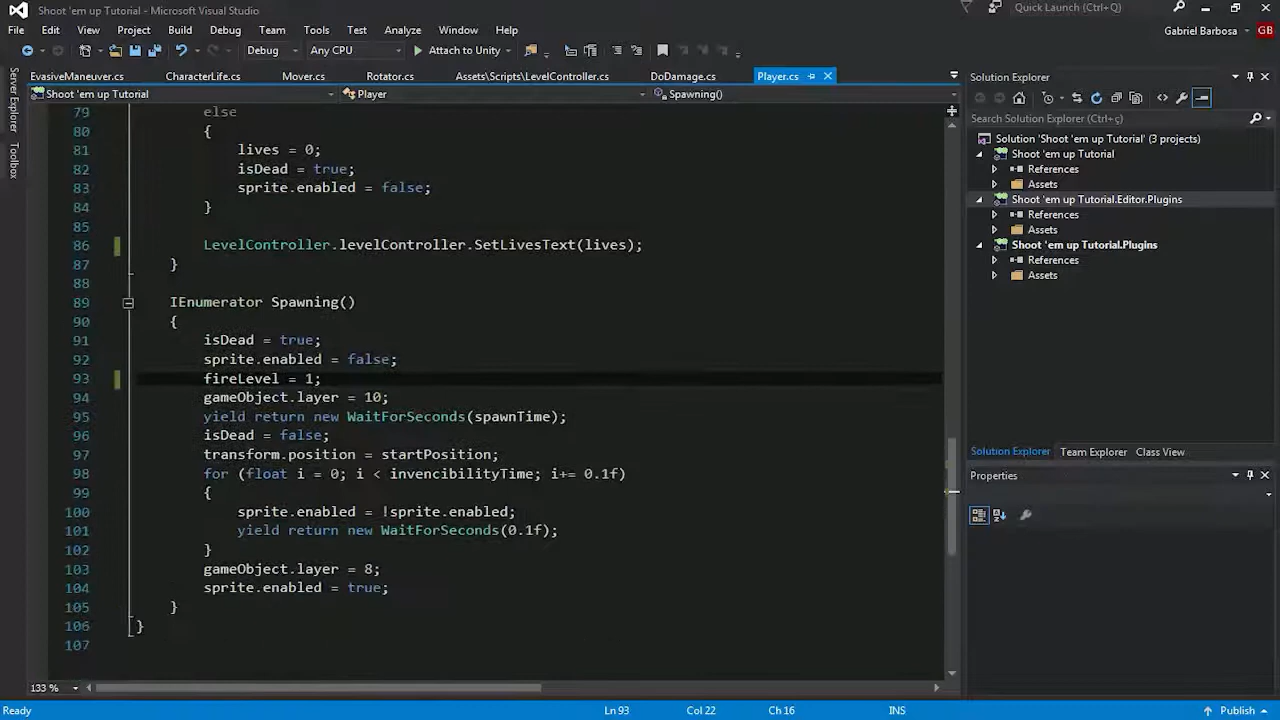 Shoot 'em up Tutorial - Microsoft Visual Studio
Quick Launch (Ctrl+Q)
File Edit View Project Build Debug Team Tools Test Analyze Window Help
Gabriel Barbosa GB
Debug Any CPU Attach to Unity
EvasiveManeuver.cs CharacterLife.cs Mover.cs Rotator.cs Assets\Scripts\LevelController.cs DoDamage.cs Player.cs
Shoot 'em up Tutorial Player Spawning()
Server Explorer
Toolbox
79 else
80 {
81 lives = 0;
82 isDead = true;
83 sprite.enabled = false;
84 }
85
86 LevelController.levelController.SetLivesText(lives);
87 }
88
89 IEnumerator Spawning()
90 {
91 isDead = true;
92 sprite.enabled = false;
93 fireLevel = 1;
94 gameObject.layer = 10;
95 yield return new WaitForSeconds(spawnTime);
96 isDead = false;
97 transform.position = startPosition;
98 for (float i = 0; i < invencibilityTime; i+= 0.1f)
99 {
100 sprite.enabled = !sprite.enabled;
101 yield return new WaitForSeconds(0.1f);
102 }
103 gameObject.layer = 8;
104 sprite.enabled = true;
105 }
106 }
107
133 %
Solution Explorer
Search Solution Explorer (Ctrl+ç)
Solution 'Shoot 'em up Tutorial' (3 projects)
Shoot 'em up Tutorial
References
Assets
Shoot 'em up Tutorial.Editor.Plugins
References
Assets
Shoot 'em up Tutorial.Plugins
References
Assets
Solution Explorer Team Explorer Class View
Properties
Ready Ln 93 Col 22 Ch 16 INS Publish